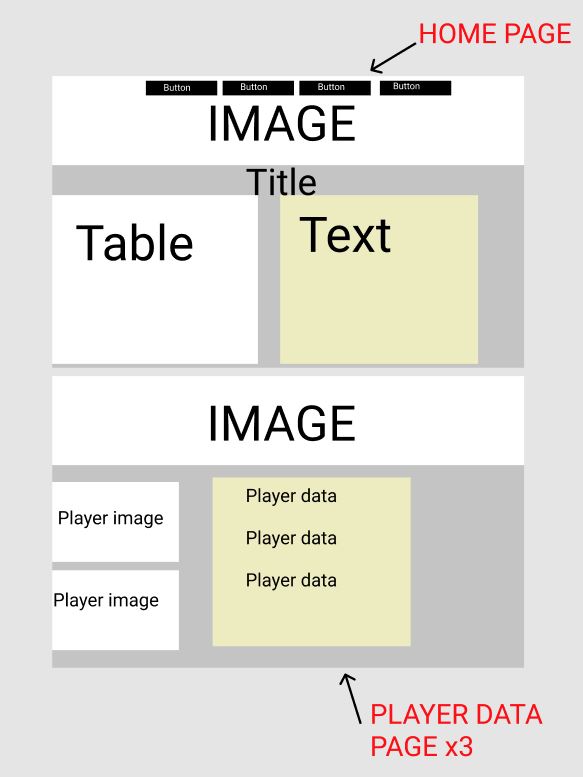 HOME PAGE
Button Button Button Button
IMAGE
Title
Table
Text
IMAGE
Player image
Player image
Player data
Player data
Player data
PLAYER DATA
PAGE x3